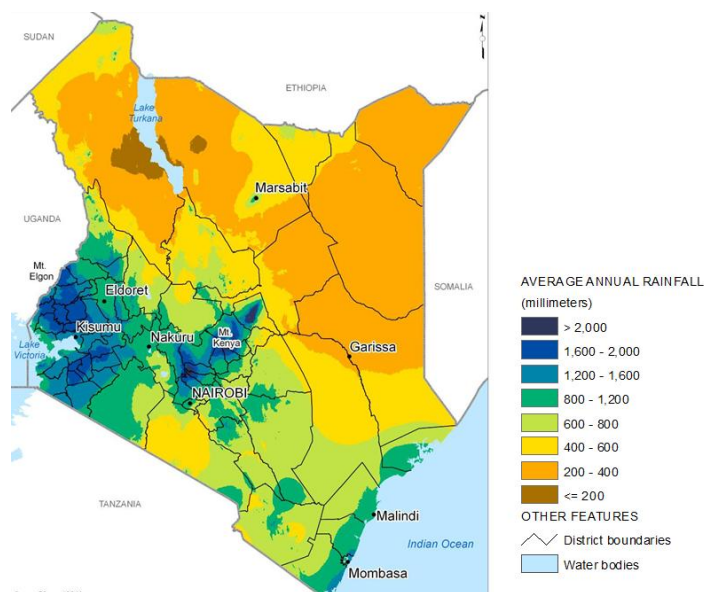 SUDAN
ETHIOPIA
Lake
Turkana
Marsabit
UGANDA
Mt.
Elgon
Eldoret
SOMALIA
Kisumu
Mt.
Kenya
Lake
Victoria
Nakuru
Garissa
NAIROBI
TANZANIA
Malindi
Indian Ocean
Mombasa
AVERAGE ANNUAL RAINFALL
(millimeters)
> 2,000
1,600 - 2,000
1,200 - 1,600
800 - 1,200
600 - 800
400 - 600
200 - 400
<= 200
OTHER FEATURES
District boundaries
Water bodies